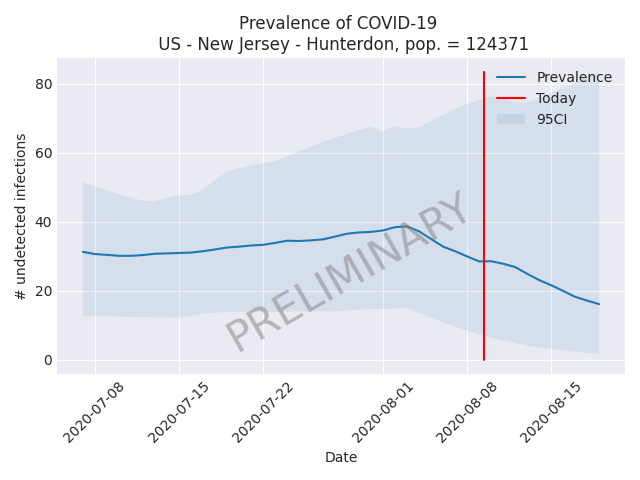 Prevalence of COVID-19
US - New Jersey - Hunterdon, pop. = 124371
80
60
40
20
0
# undetected infections
Prevalence
Today
95CI
PRELIMINARY
2020-07-08
2020-07-15
2020-07-22
2020-08-01
2020-08-08
2020-08-15
Date